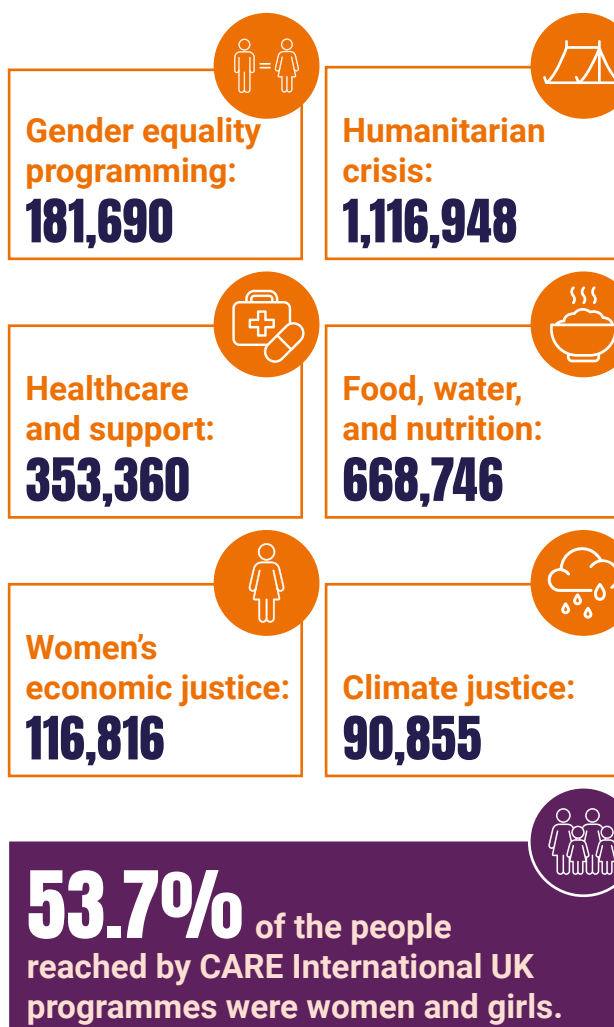 Gender equality
programming:
181,690
Humanitarian
crisis:
1,116,948
Healthcare
and support:
353,360
Food, water,
and nutrition:
668,746
Women’s
economic justice:
116,816
Climate justice:
90,855
53.7% of the people
reached by CARE International UK
programmes were women and girls.